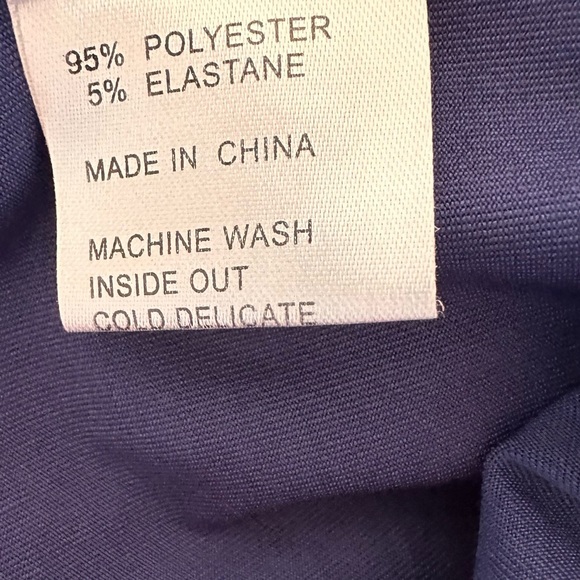 95% POLYESTER
5% ELASTANE
MADE IN CHINA
MACHINE WASH
INSIDE OUT
COLD DELICATE